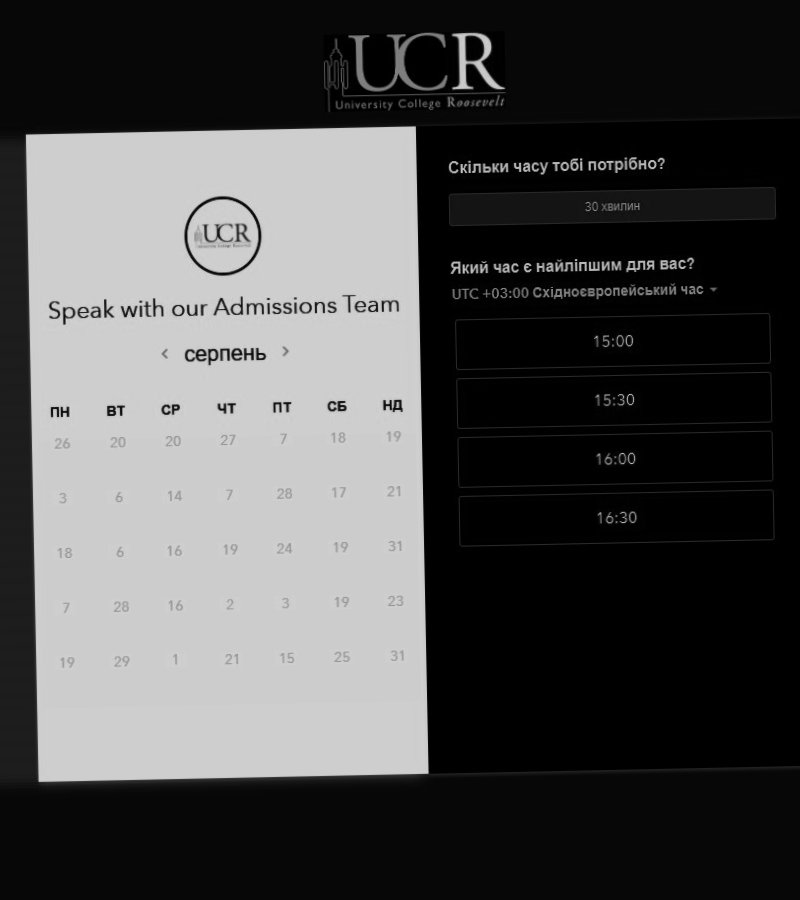 UCR
University College Roosevelt
UCR
University College Roosevelt
Speak with our Admissions Team
серпень
ПН ВТ СР ЧТ ПТ СБ НД
26 20 20 27 7 18 19
3 6 14 7 28 17 21
18 6 16 19 24 19 31
7 28 16 2 3 19 23
19 29 1 21 15 25 31
Скільки часу тобі потрібно?
30 хвилин
Який час є найліпшим для вас?
UTC +03:00 Східноєвропейський час
15:00
15:30
16:00
16:30